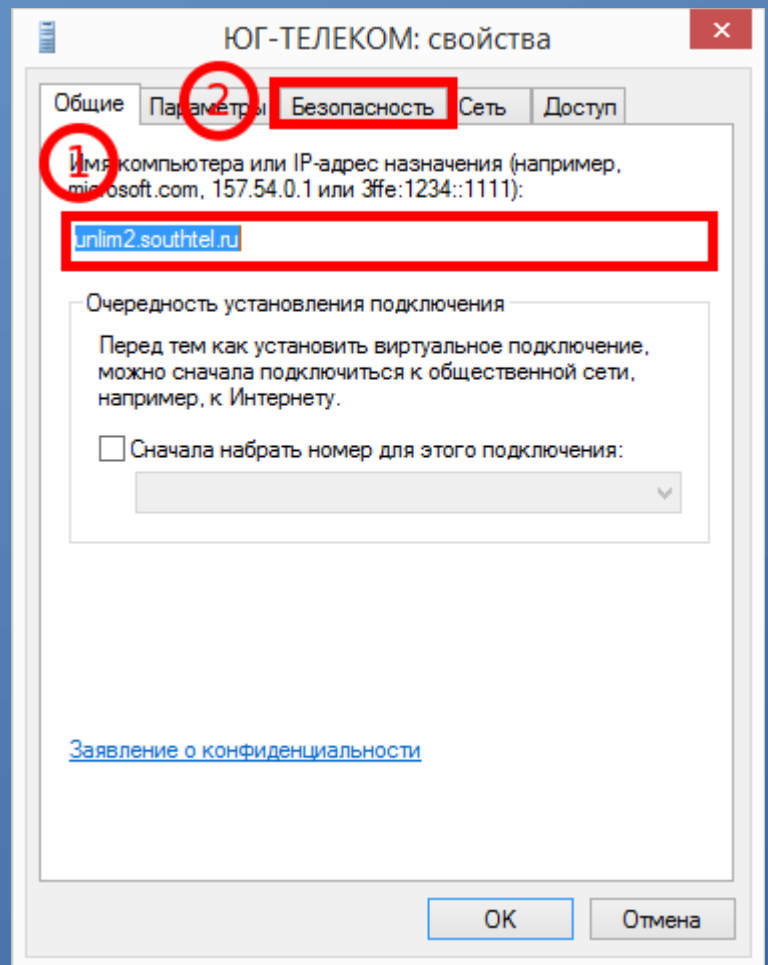 ЮГ-ТЕЛЕКОМ: свойства
Общие Параметры 2 Безопасность Сеть Доступ
1
Имя компьютера или IP-адрес назначения (например,
microsoft.com, 157.54.0.1 или 3ffe:1234::1111):
unlim2.southtel.ru
Очередность установления подключения
Перед тем как установить виртуальное подключение,
можно сначала подключиться к общественной сети,
например, к Интернету.
Сначала набрать номер для этого подключения:
Заявление о конфиденциальности
OK Отмена